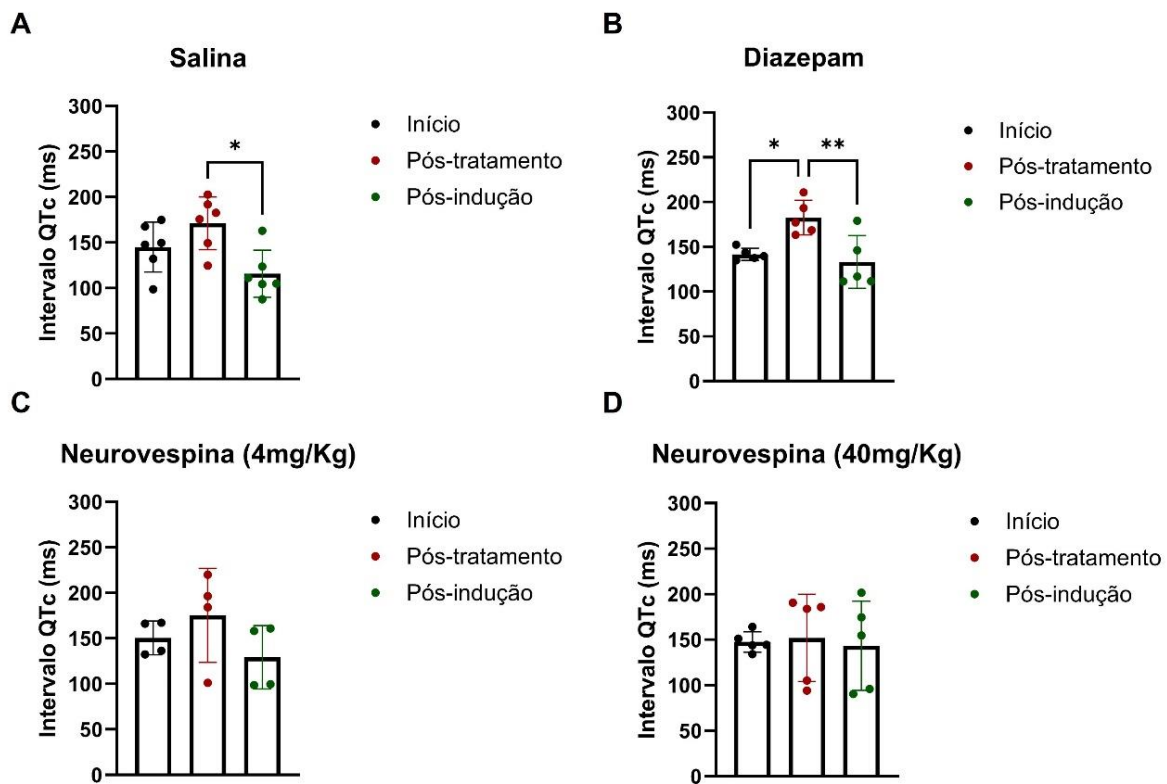 A
Salina
300
250
200
150
100
50
0
Intervalo QTc (ms)
*
Início
Pós-tratamento
Pós-indução
B
Diazepam
300
250
200
150
100
50
0
Intervalo QTc (ms)
*
**
Início
Pós-tratamento
Pós-indução
C
Neurovespina (4mg/Kg)
300
250
200
150
100
50
0
Intervalo QTc (ms)
Início
Pós-tratamento
Pós-indução
D
Neurovespina (40mg/Kg)
300
250
200
150
100
50
0
Intervalo QTc (ms)
Início
Pós-tratamento
Pós-indução